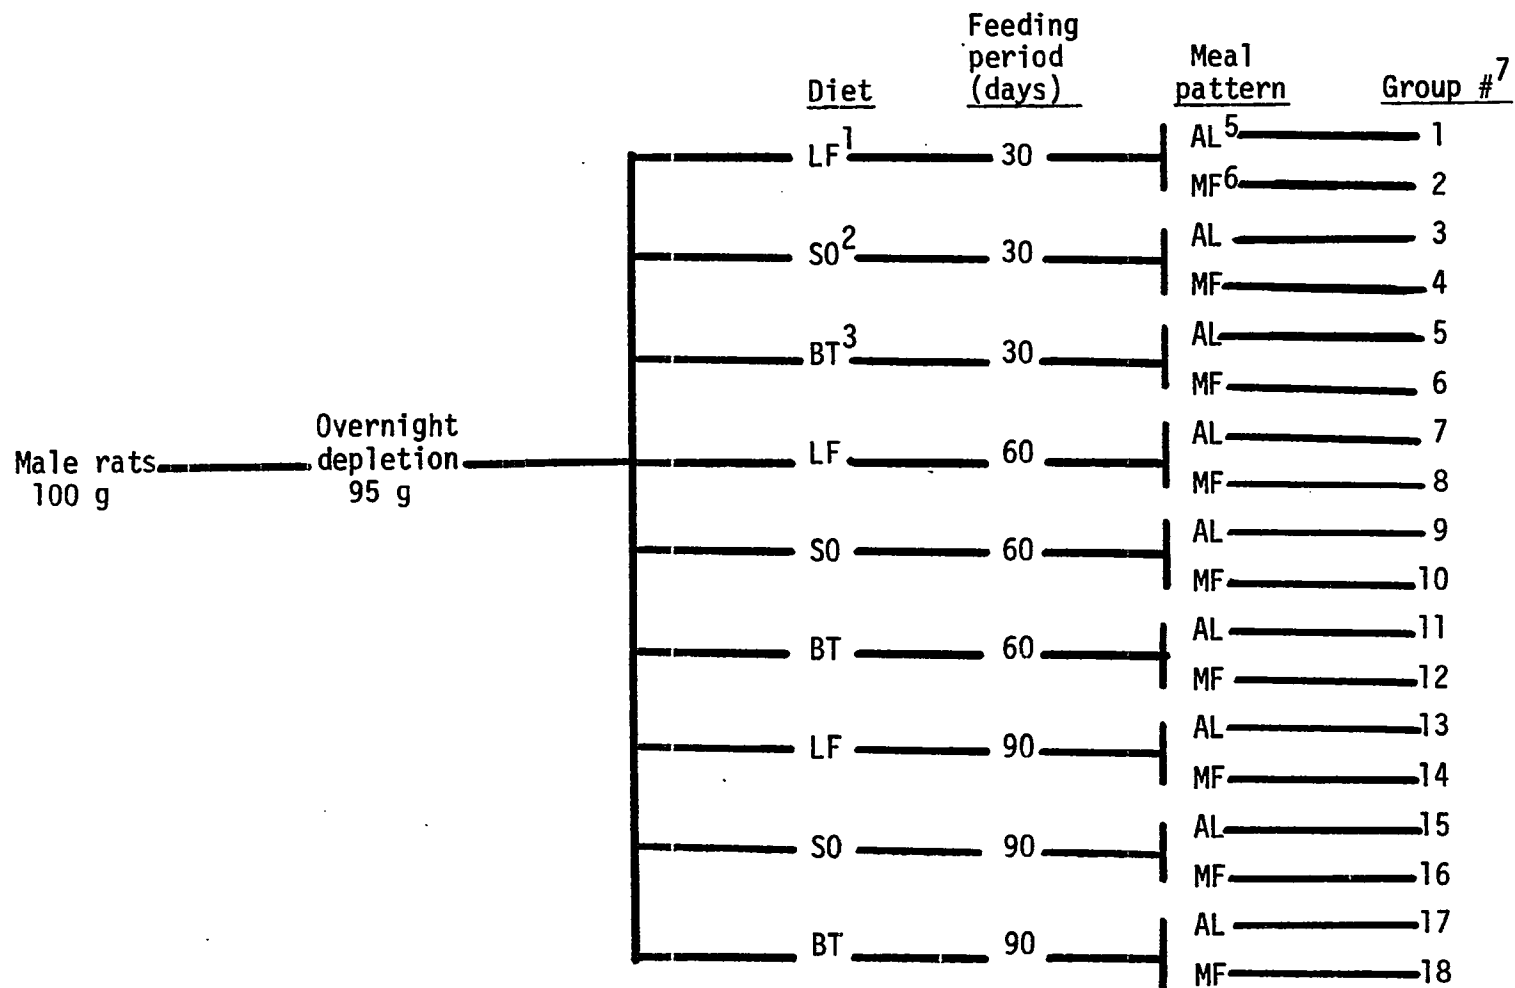 Feeding
period
(days)
Meal
pattern
Diet
Group #7
LF1 30 AL5 1
MF6 2
SO2 30 AL 3
MF 4
BT3 30 AL 5
MF 6
Male rats
100 g
Overnight
depletion
95 g
LF 60 AL 7
MF 8
SO 60 AL 9
MF 10
BT 60 AL 11
MF 12
LF 90 AL 13
MF 14
SO 90 AL 15
MF 16
BT 90 AL 17
MF 18